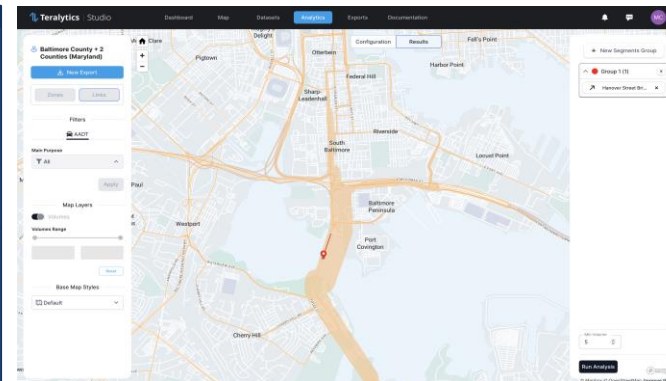 Teralytics Studio
Dashboard
Map
Datasets
Analytics
Exports
Documentation
MC
Baltimore County + 2
Counties (Maryland)
New Export
Zones
Links
Filters
AADT
Main Purpose
All
Apply
Map Layers
Volumes
Volumes Range
Reset
Base Map Styles
Default
Configuration
Results
+
−
Clare
Pigtown
Delight
Otterbein
Federal Hill
Sharp-
Leadenhall
Fell's Point
Harbor Point
Riverside
South
Baltimore
Locust Point
Paul
Westport
Baltimore
Peninsula
Port
Covington
Cherry Hill
+ New Segments Group
Group 1 (1)
Hanover Street Bri...
5
Run Analysis